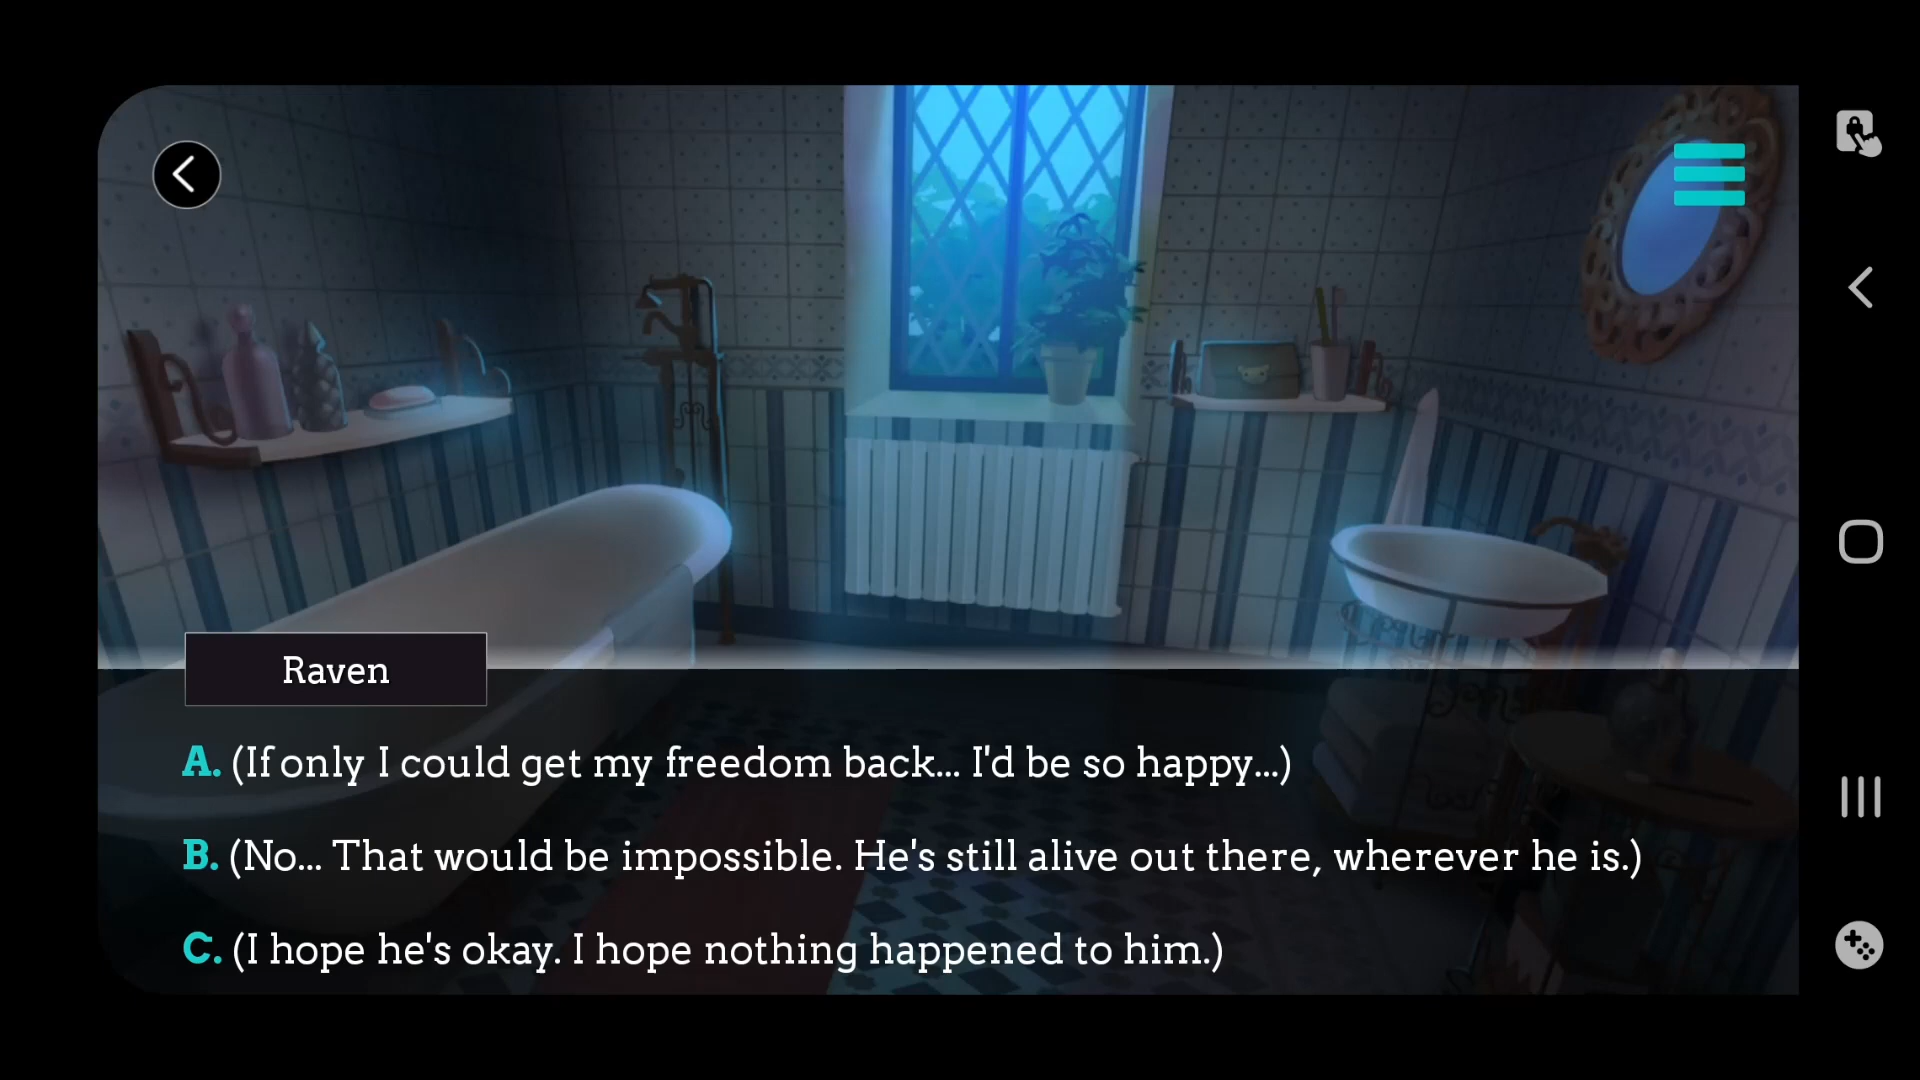 Raven
A. (If only I could get my freedom back... I'd be so happy...)
B. (No... That would be impossible. He's still alive out there, wherever he is.)
C. (I hope he's okay. I hope nothing happened to him.)